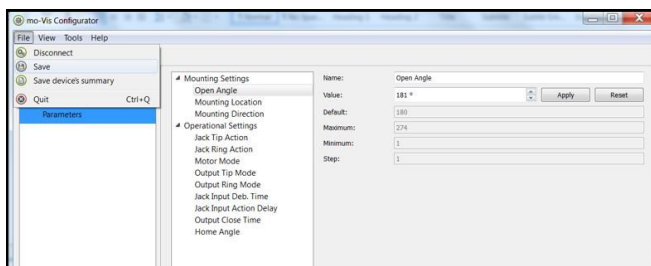 mo-Vis Configurator
File View Tools Help
Disconnect
Save
Save device's summary
Quit Ctrl+Q
Parameters
Mounting Settings
Open Angle
Mounting Location
Mounting Direction
Operational Settings
Jack Tip Action
Jack Ring Action
Motor Mode
Output Tip Mode
Output Ring Mode
Jack Input Deb. Time
Jack Input Action Delay
Output Close Time
Home Angle
Name: Open Angle
Value: 181 ° Apply Reset
Default: 180
Maximum: 274
Minimum: 1
Step: 1